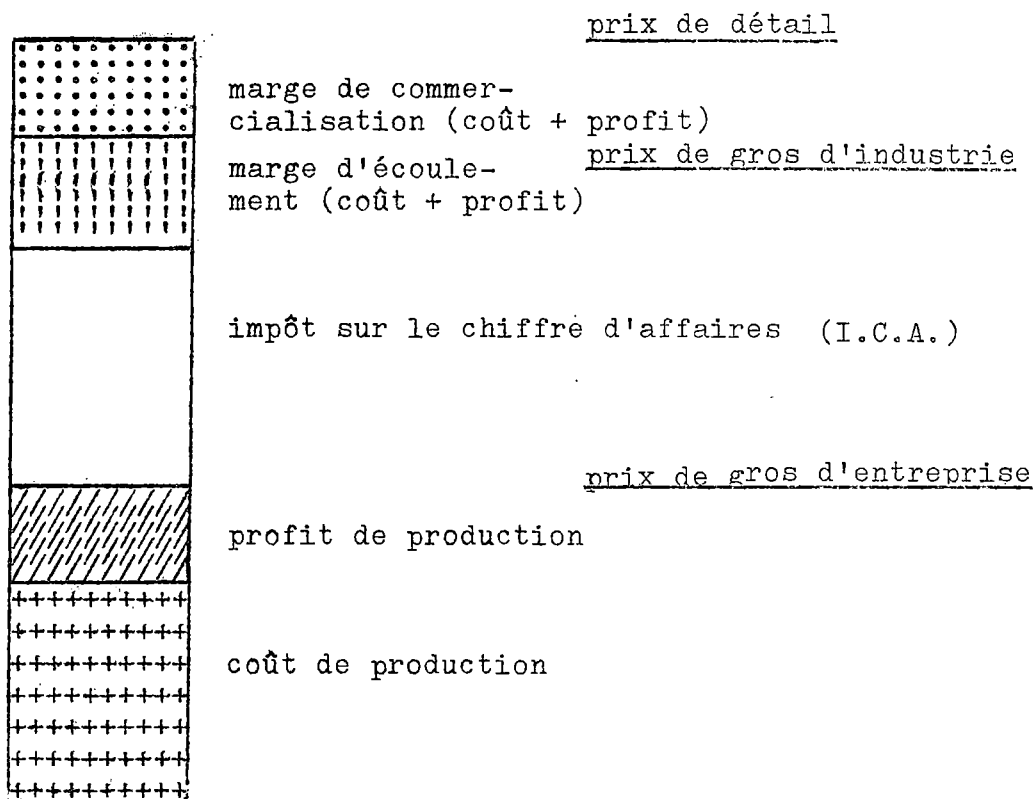 prix de détail
marge de commer-
cialisation (coût + profit)
prix de gros d'industrie
marge d'écoule-
ment (coût + profit)
impôt sur le chiffre d'affaires (I.C.A.)
prix de gros d'entreprise
profit de production
coût de production